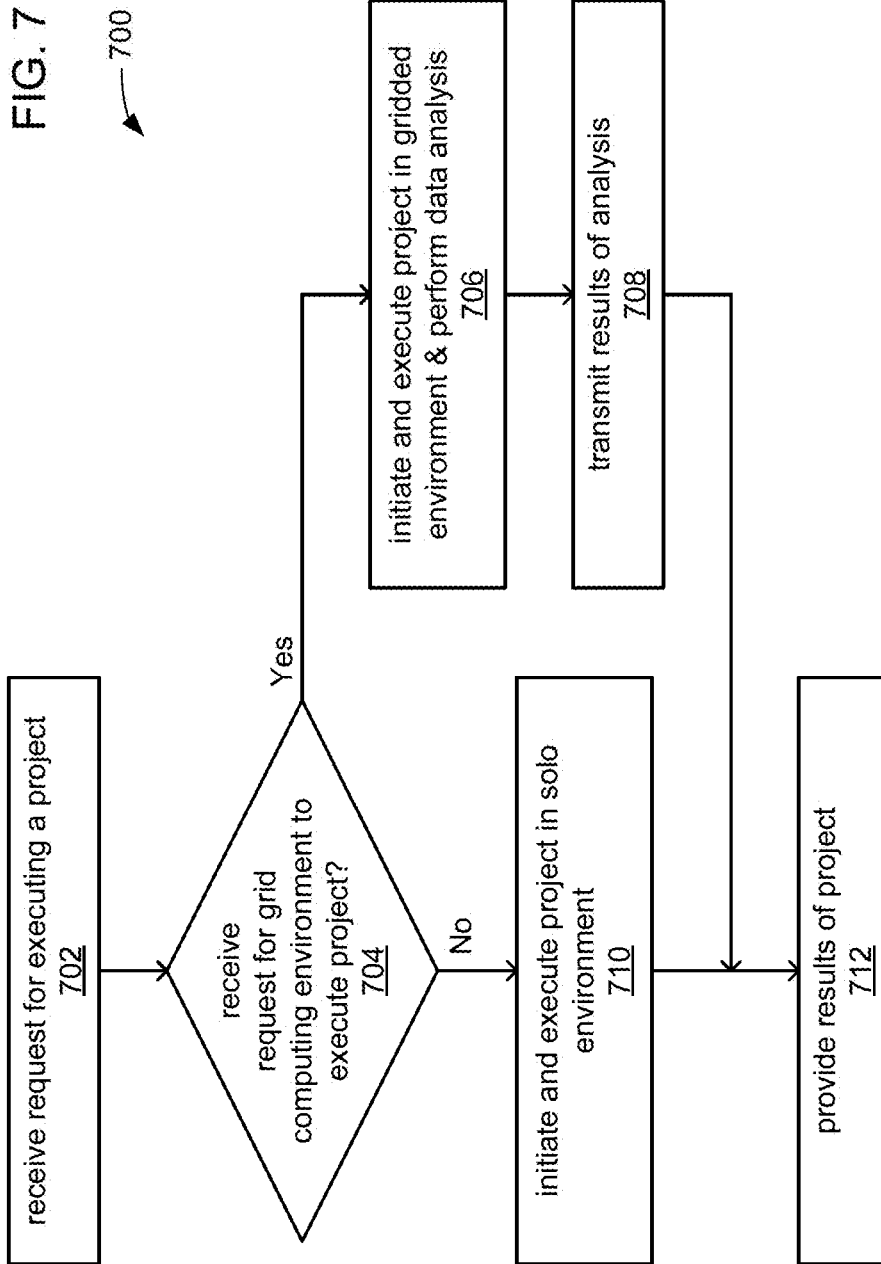 FIG. 7
700
receive request for executing a project
702
receive
request for grid
computing environment to
execute project?
704
Yes
No
initiate and execute project in gridded
environment & perform data analysis
706
transmit results of analysis
708
initiate and execute project in solo
environment
710
provide results of project
712